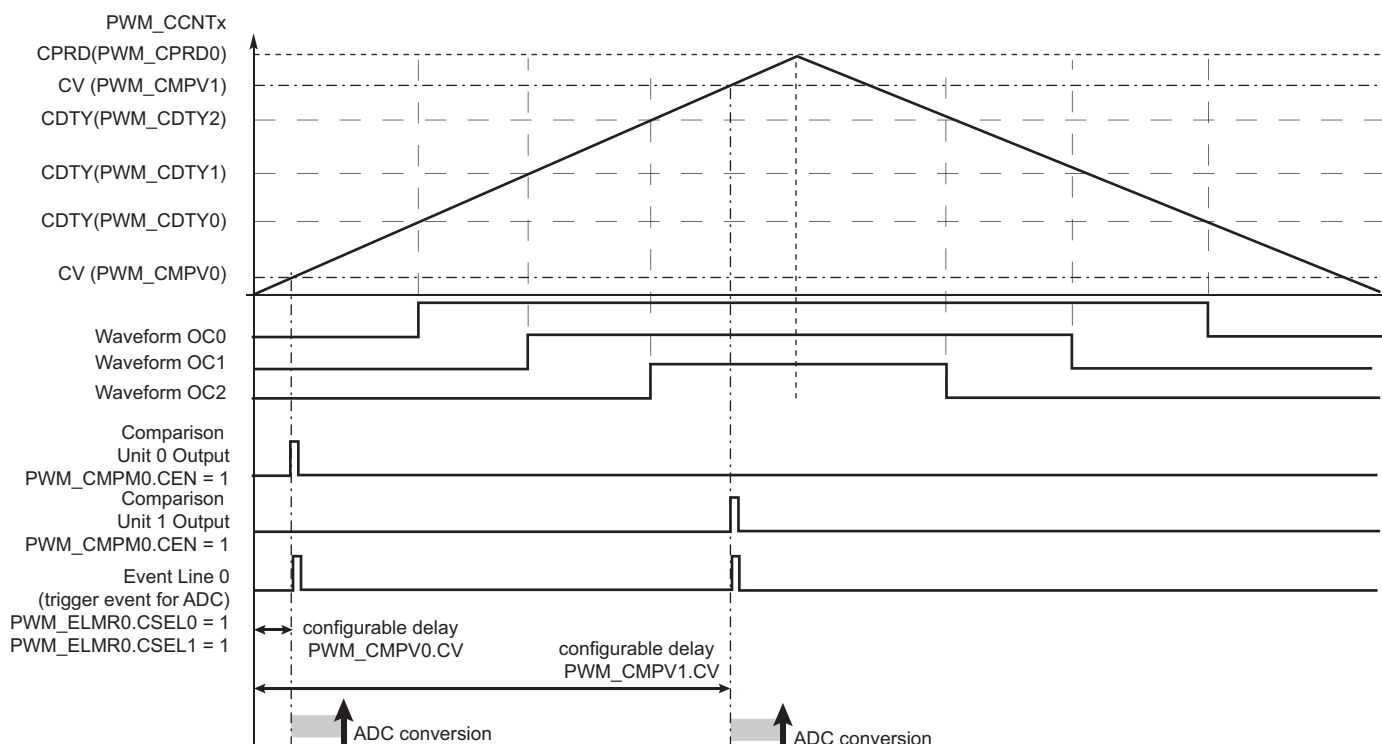 PWM_CCNTx
CPRD(PWM_CPRD0)
CV (PWM_CMPV1)
CDTY(PWM_CDTY2)
CDTY(PWM_CDTY1)
CDTY(PWM_CDTY0)
CV (PWM_CMPV0)
Waveform OC0
Waveform OC1
Waveform OC2
Comparison
Unit 0 Output
PWM_CMPM0.CEN = 1
Comparison
Unit 1 Output
PWM_CMPM0.CEN = 1
Event Line 0
(trigger event for ADC)
PWM_ELMR0.CSEL0 = 1
PWM_ELMR0.CSEL1 = 1
configurable delay
PWM_CMPV0.CV
configurable delay
PWM_CMPV1.CV
ADC conversion
ADC conversion